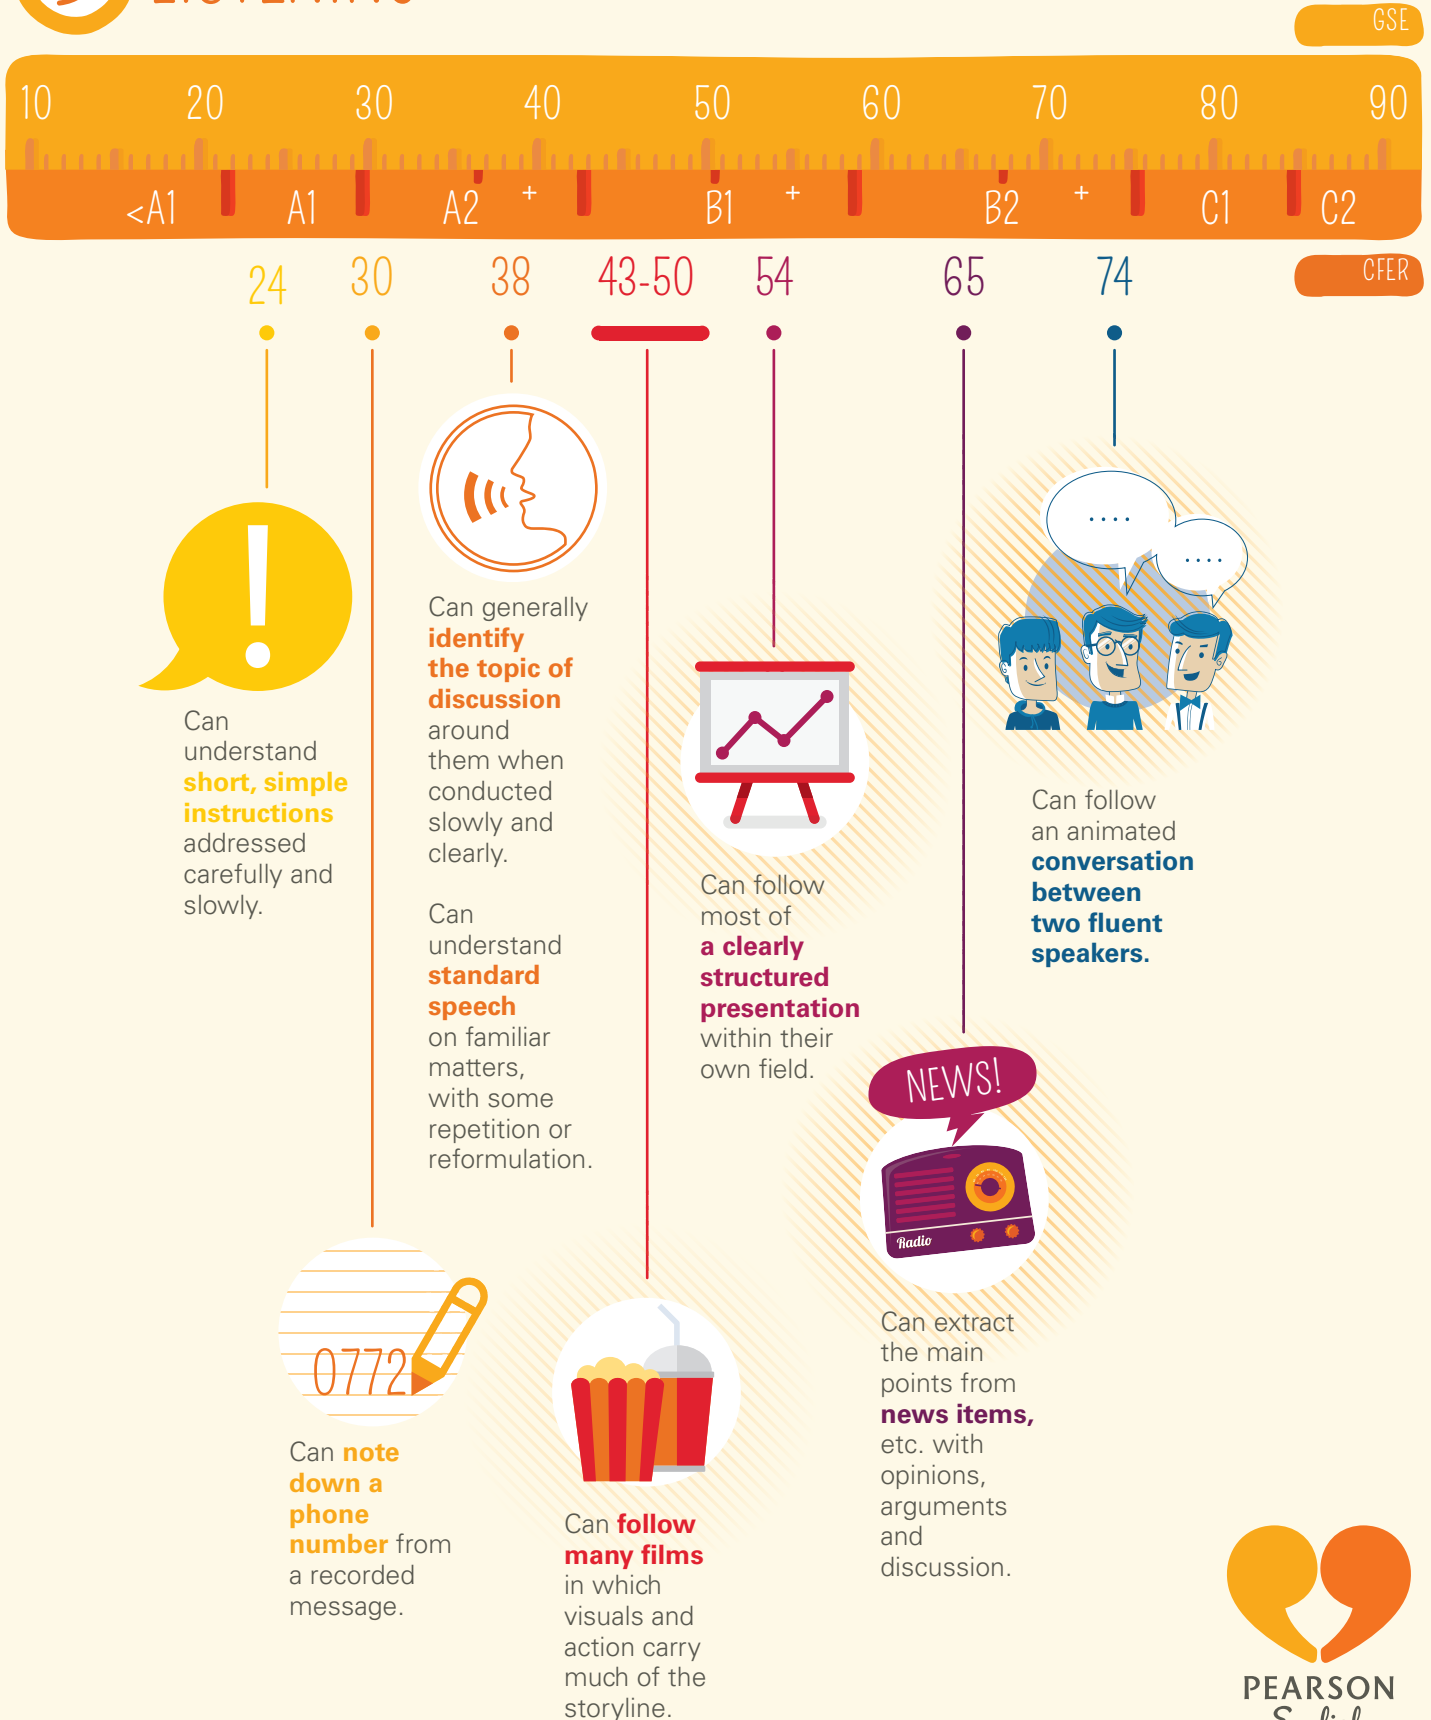 LISTENING
GSE
10 20 30 40 50 60 70 80 90
<A1 A1 A2 + B1 + B2 + C1 C2
CFER
24 30 38 43-50 54 65 74
Can
understand
short, simple
instructions
addressed
carefully and
slowly.
0772
Can note
down a
phone
number from
a recorded
message.
Can generally
identify
the topic of
discussion
around
them when
conducted
slowly and
clearly.
Can
understand
standard
speech
on familiar
matters,
with some
repetition or
reformulation.
Can follow
many films
in which
visuals and
action carry
much of the
storyline.
Can follow
most of
a clearly
structured
presentation
within their
own field.
NEWS!
Radio
Can extract
the main
points from
news items,
etc. with
opinions,
arguments
and
discussion.
....
....
Can follow
an animated
conversation
between
two fluent
speakers.
PEARSON